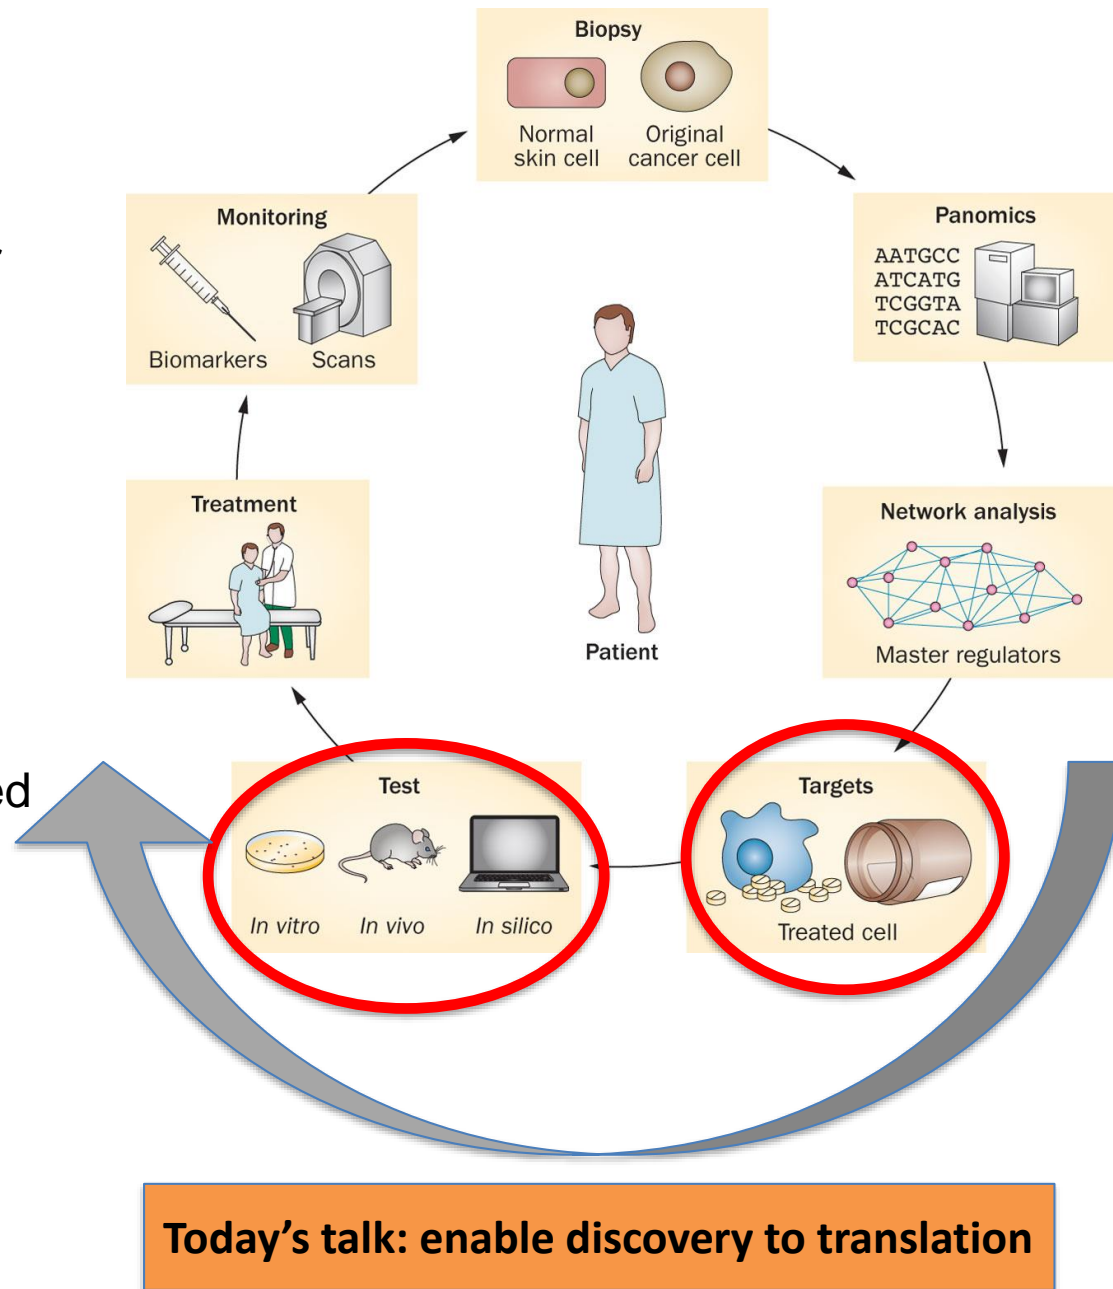 Biopsy
Normal
skin cell
Original
cancer cell
Monitoring
Biomarkers
Scans
Panomics
AATGCC
ATCATG
TCGGTA
TCGCAC
Treatment
Patient
Network analysis
Master regulators
ed
Test
In vitro
In vivo
In silico
Targets
Treated cell
Today’s talk: enable discovery to translation